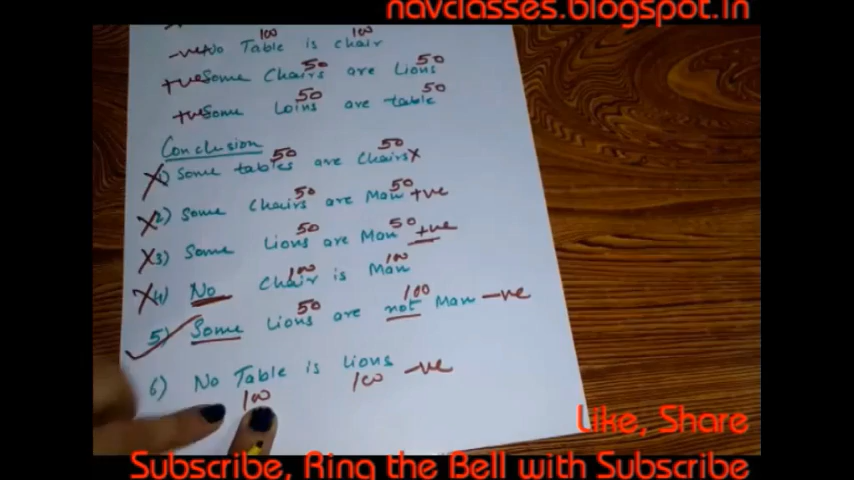 navclasses.blogspot.in
-ve No Table 100 is chair 100
+ve Some Chairs 50 are Lions 50
+ve Some Loins 50 are table 50
Conclusion
X 1) Some tables 50 are Chairs 50 X
X 2) Some Chairs 50 are Man 50 +ve
X 3) Some Lions 50 are Man 50 +ve
X 4) No Chair 100 is Man 100
5) Some Lions 50 are not 100 Man -ve
6) No Table 100 is Lions 100 -ve
Like, Share
Subscribe, Ring the Bell with Subscribe